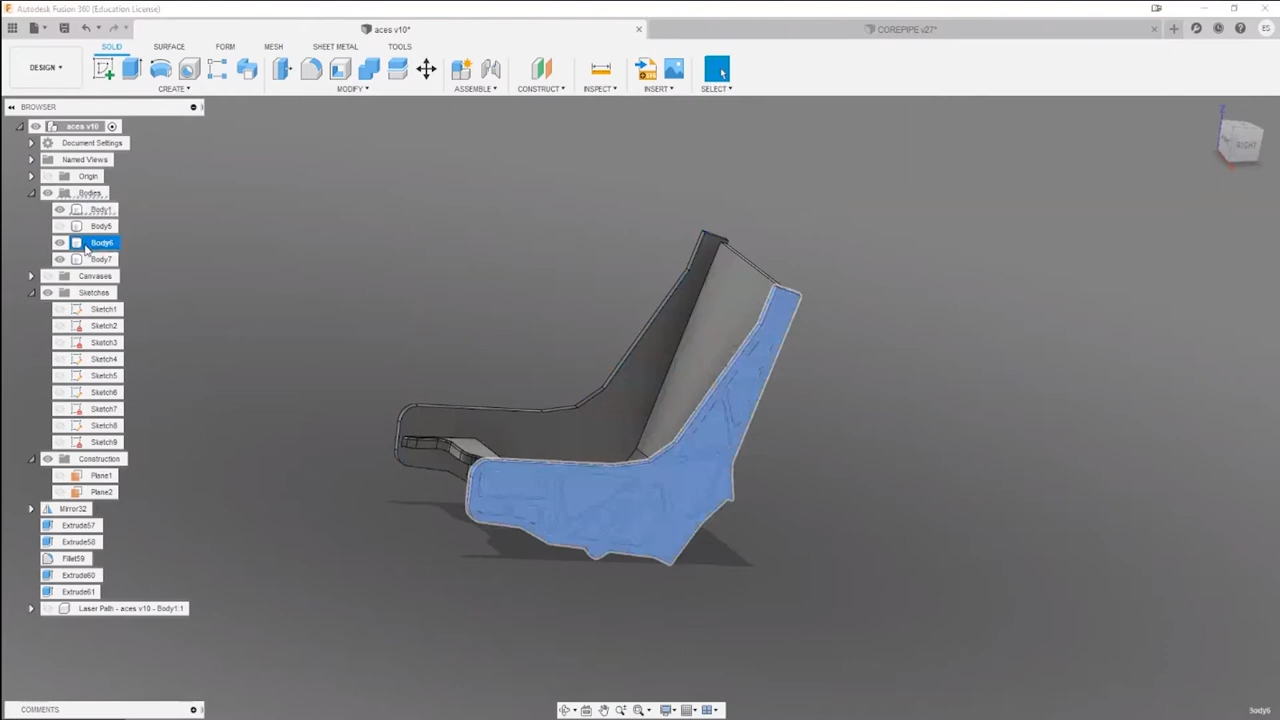 Autodesk Fusion 360 (Education License)
aces v10*
COREPIPE v27*
ES
DESIGN
SOLID
SURFACE
FORM
MESH
SHEET METAL
TOOLS
CREATE
MODIFY
ASSEMBLE
CONSTRUCT
INSPECT
INSERT
SELECT
BROWSER
aces v10
Document Settings
Named Views
Origin
Bodies
Body1
Body5
Body6
Body7
Canvases
Sketches
Sketch1
Sketch2
Sketch3
Sketch4
Sketch5
Sketch6
Sketch7
Sketch8
Sketch9
Construction
Plane1
Plane2
Mirror32
Extrude57
Extrude58
Fillet59
Extrude60
Extrude61
Laser Path - aces v10 - Body1:1
Z
RIGHT
COMMENTS
Body6